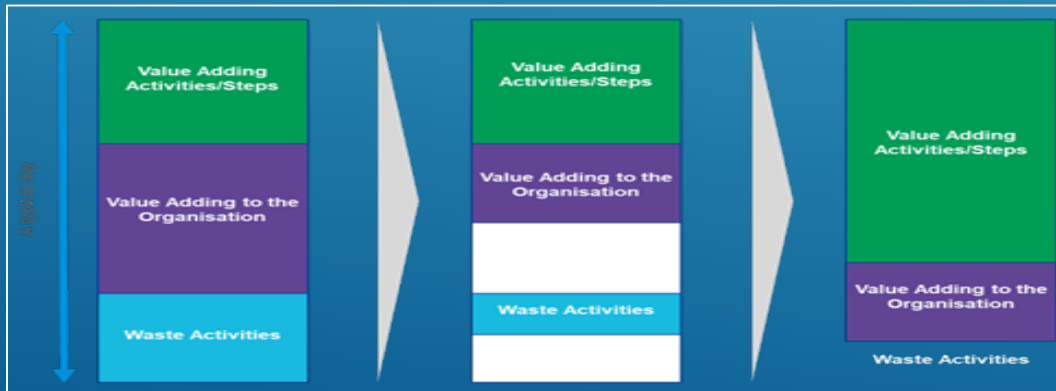 Value Adding
Activities/Steps
Value Adding to the
Organisation
Waste Activities
Value Adding
Activities/Steps
Value Adding to the
Organisation
Waste Activities
Value Adding
Activities/Steps
Value Adding to the
Organisation
Waste Activities